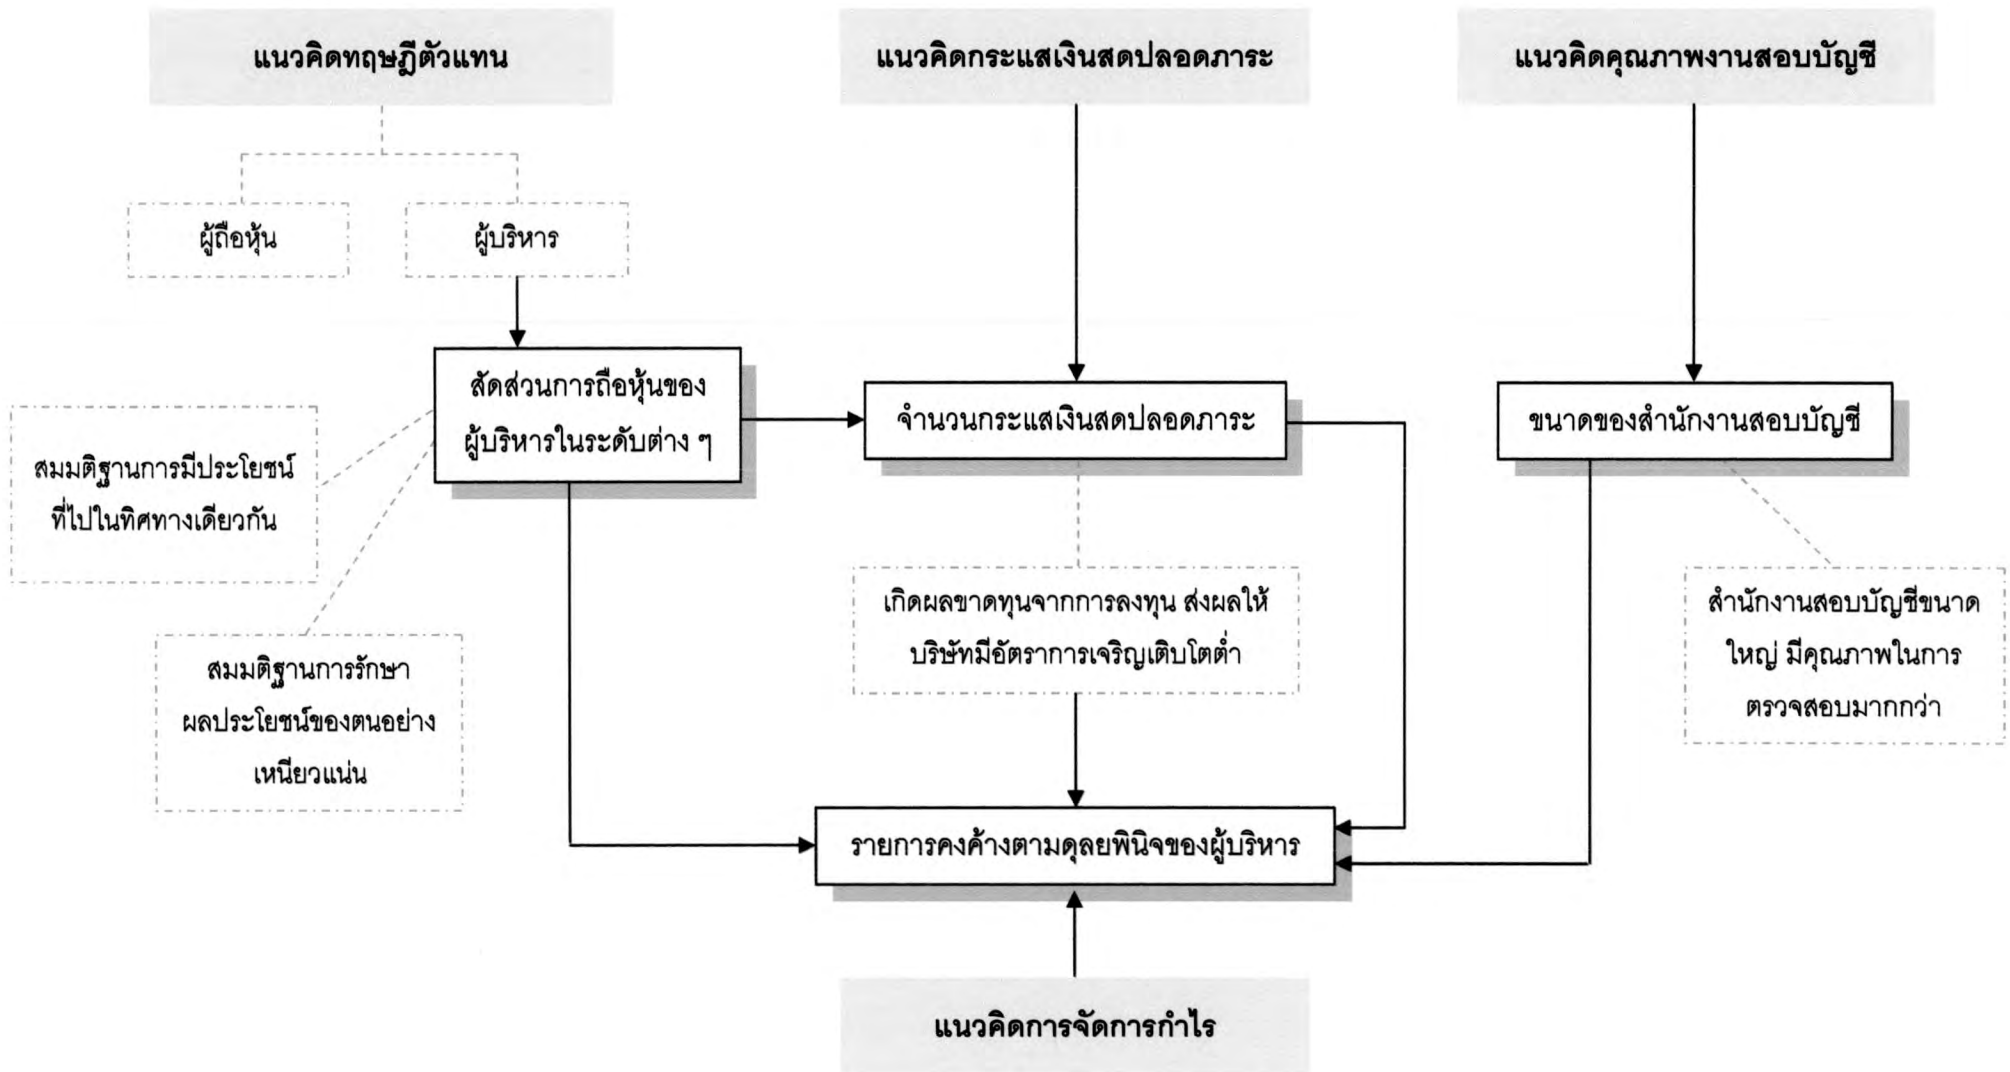 แนวคิดทฤษฎีตัวแทน
แนวคิดกระแสเงินสดปลอดภาระ
แนวคิดคุณภาพงานสอบบัญชี
ผู้ถือหุ้น
ผู้บริหาร
สัดส่วนการถือหุ้นของ
ผู้บริหารในระดับต่าง ๆ
จำนวนกระแสเงินสดปลอดภาระ
ขนาดของสำนักงานสอบบัญชี
สมมติฐานการมีประโยชน์
ที่ไปในทิศทางเดียวกัน
เกิดผลขาดทุนจากการลงทุน ส่งผลให้
บริษัทมีอัตราการเจริญเติบโตต่ำ
สำนักงานสอบบัญชีขนาด
ใหญ่ มีคุณภาพในการ
ตรวจสอบมากกว่า
สมมติฐานการรักษา
ผลประโยชน์ของตนอย่าง
เหนียวแน่น
รายการคงค้างตามดุลยพินิจของผู้บริหาร
แนวคิดการจัดการกำไร